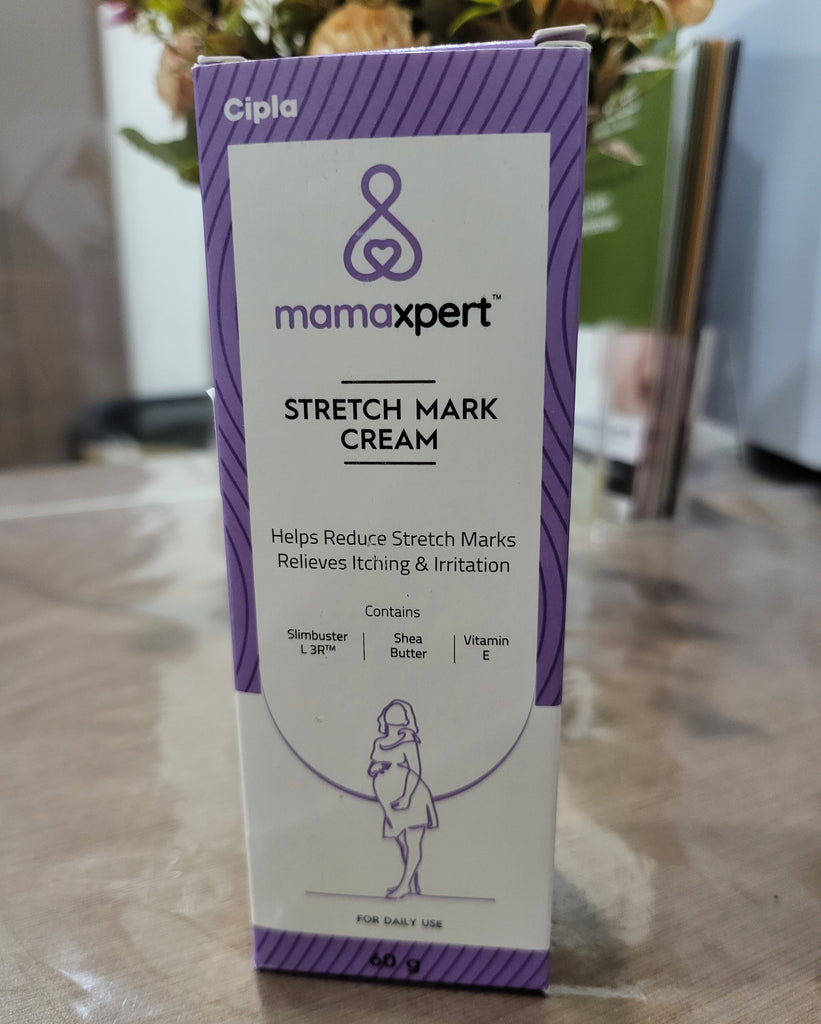 Cipla
mamaxpert™
STRETCH MARK
CREAM
Helps Reduce Stretch Marks
Relieves Itching & Irritation
Contains
Slimbuster
L 3R™
Shea
Butter
Vitamin
E
FOR DAILY USE
60 g